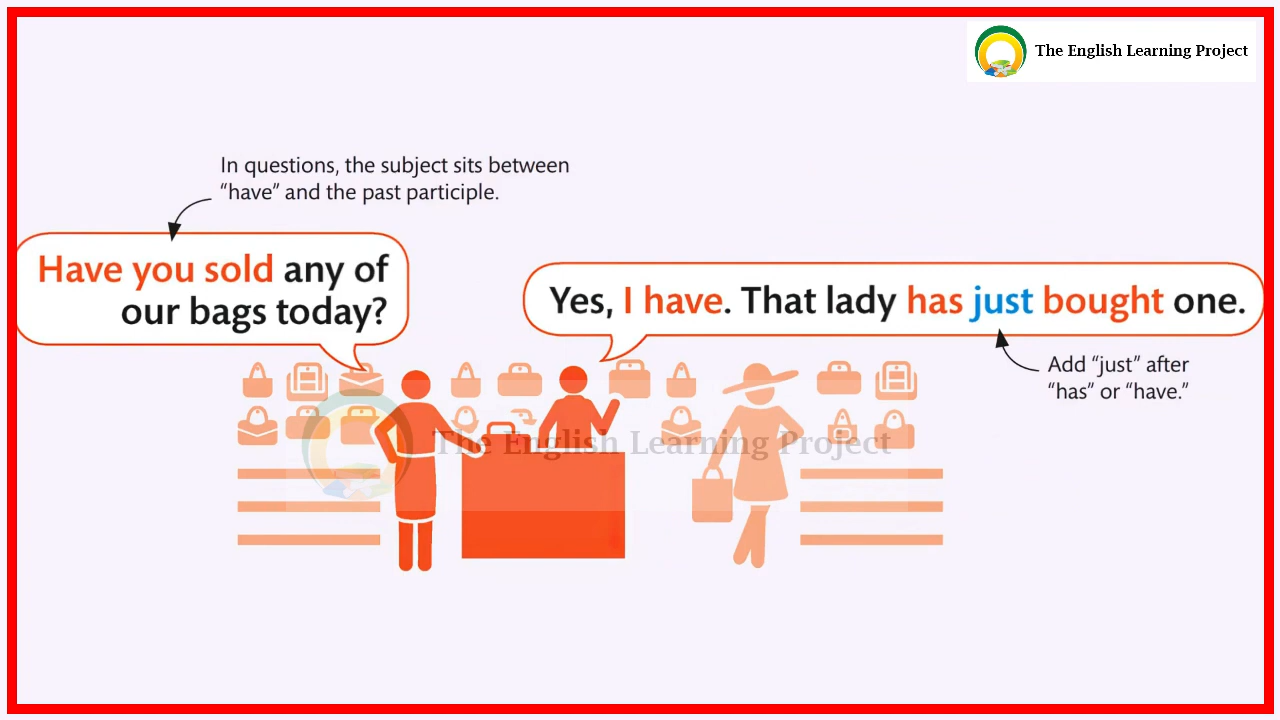 The English Learning Project
In questions, the subject sits between
“have” and the past participle.
Have you sold any of
our bags today?
Yes, I have. That lady has just bought one.
Add “just” after
“has” or “have.”
The English Learning Project